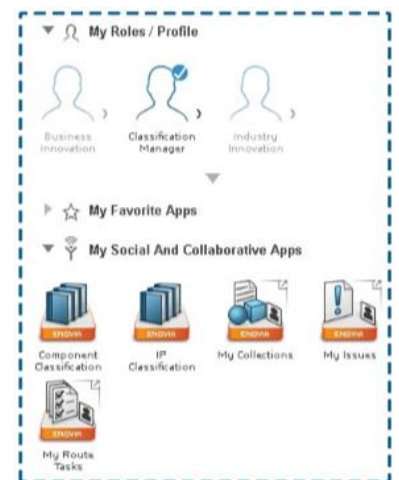 My Roles / Profile
Business Classification Industry
Innovation Manager Innovation
My Favorite Apps
My Social And Collaborative Apps
ENOVIA ENOVIA ENOVIA ENOVIA
Component IP My Collections My Issues
Classification Classification
ENOVIA
My Route
Tasks